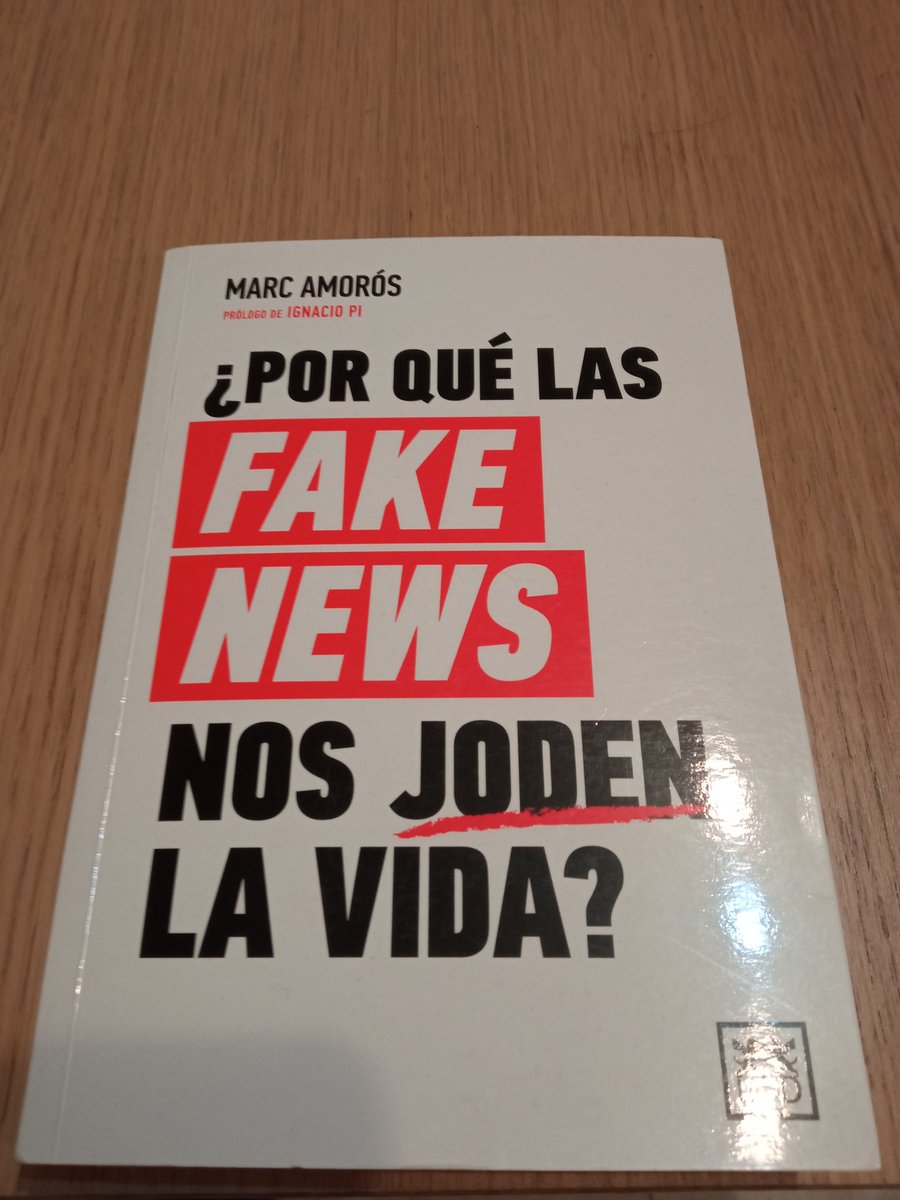 MARC AMORÓS
PRÓLOGO DE IGNACIO PI
¿POR QUÉ LAS
FAKE
NEWS
NOS JODEN
LA VIDA?